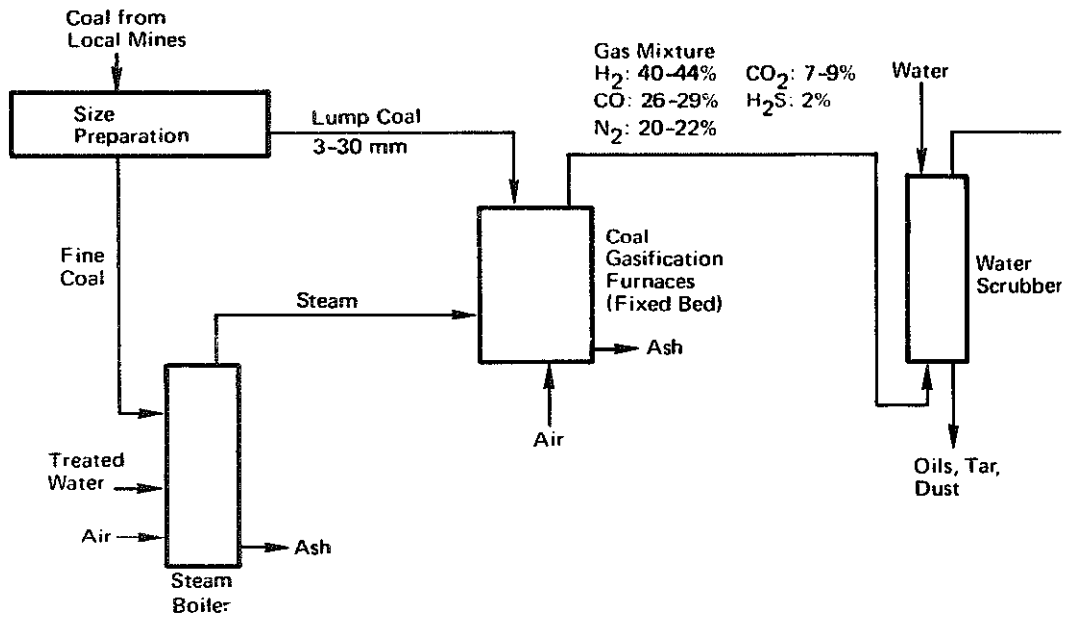 Coal from
Local Mines
Size
Preparation
Lump Coal
3-30 mm
Gas Mixture
H2: 40-44% CO2: 7-9%
CO: 26-29% H2S: 2%
N2: 20-22%
Water
Fine
Coal
Steam
Coal
Gasification
Furnaces
(Fixed Bed)
Water
Scrubber
Ash
Air
Treated
Water
Air
Ash
Steam
Boiler
Oils, Tar,
Dust